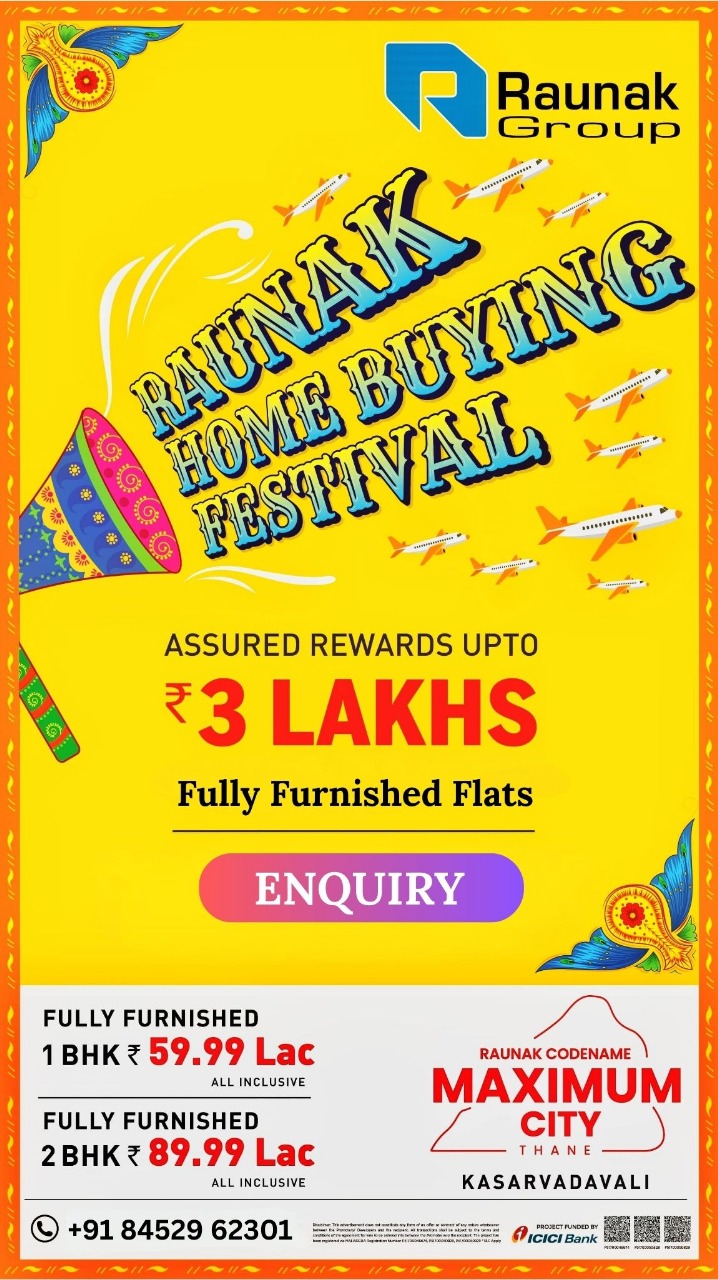 Raunak
Group
RAUNAK
HOME BUYING
FESTIVAL
ASSURED REWARDS UPTO
₹3 LAKHS
Fully Furnished Flats
ENQUIRY
FULLY FURNISHED
1 BHK ₹ 59.99 Lac
ALL INCLUSIVE
FULLY FURNISHED
2 BHK ₹ 89.99 Lac
ALL INCLUSIVE
RAUNAK CODENAME
MAXIMUM
CITY
THANE
KASARVADAVALI
+91 84529 62301
PROJECT FUNDED BY
ICICI Bank